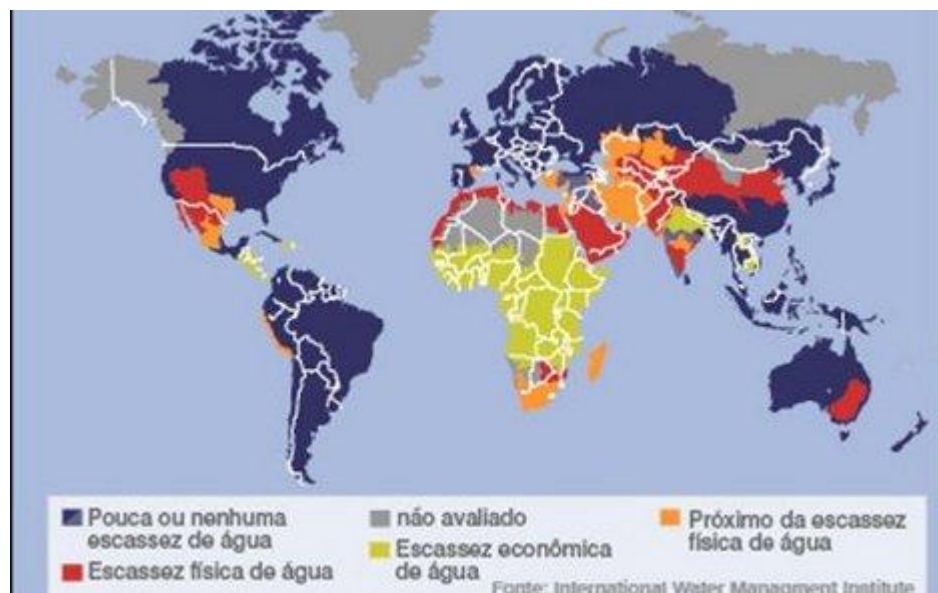 Pouca ou nenhuma
escassez de água
Escassez física de água
não avaliado
Escassez econômica
de água
Próximo da escassez
física de água
Fonte: International Water Managment Institute